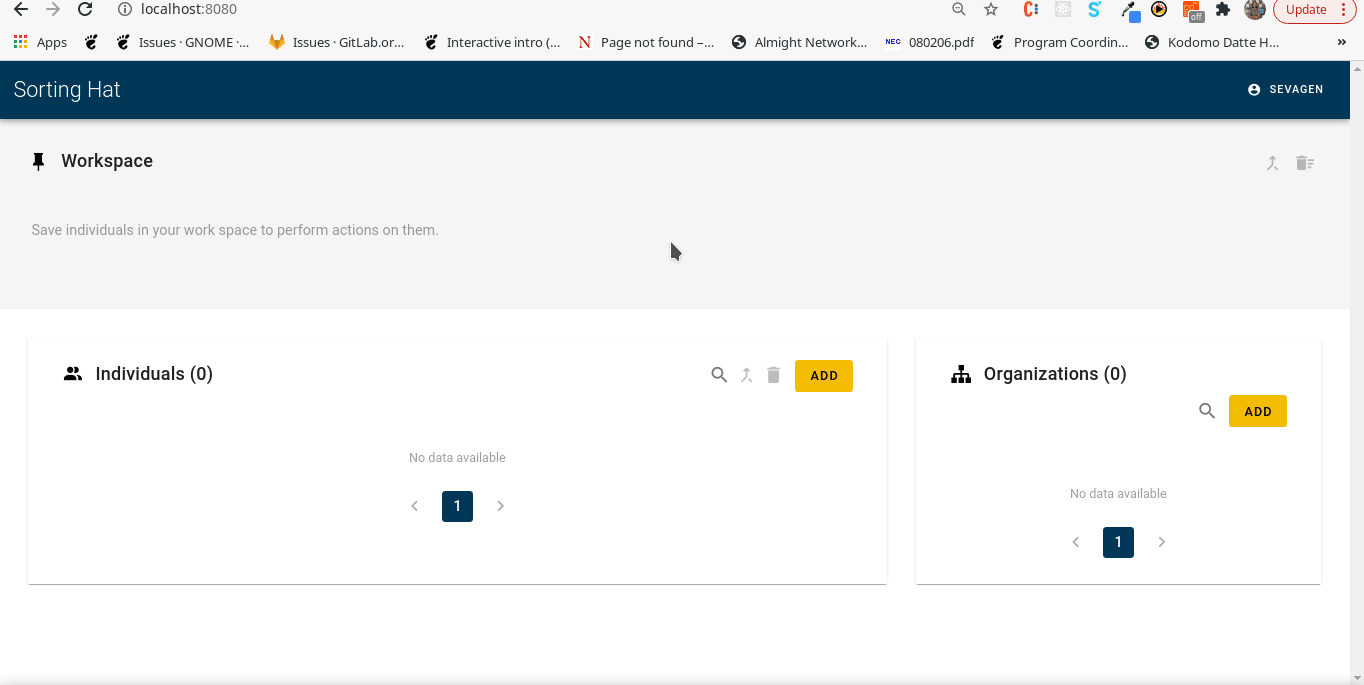 localhost:8080
Update
off
Apps
Issues · GNOME ·...
Issues · GitLab.or...
Interactive intro (...
N Page not found –...
Almight Network...
NEC 080206.pdf
Program Coordin...
Kodomo Datte H...
»
Sorting Hat
SEVAGEN
Workspace
Save individuals in your work space to perform actions on them.
Individuals (0)
ADD
No data available
1
Organizations (0)
ADD
No data available
1